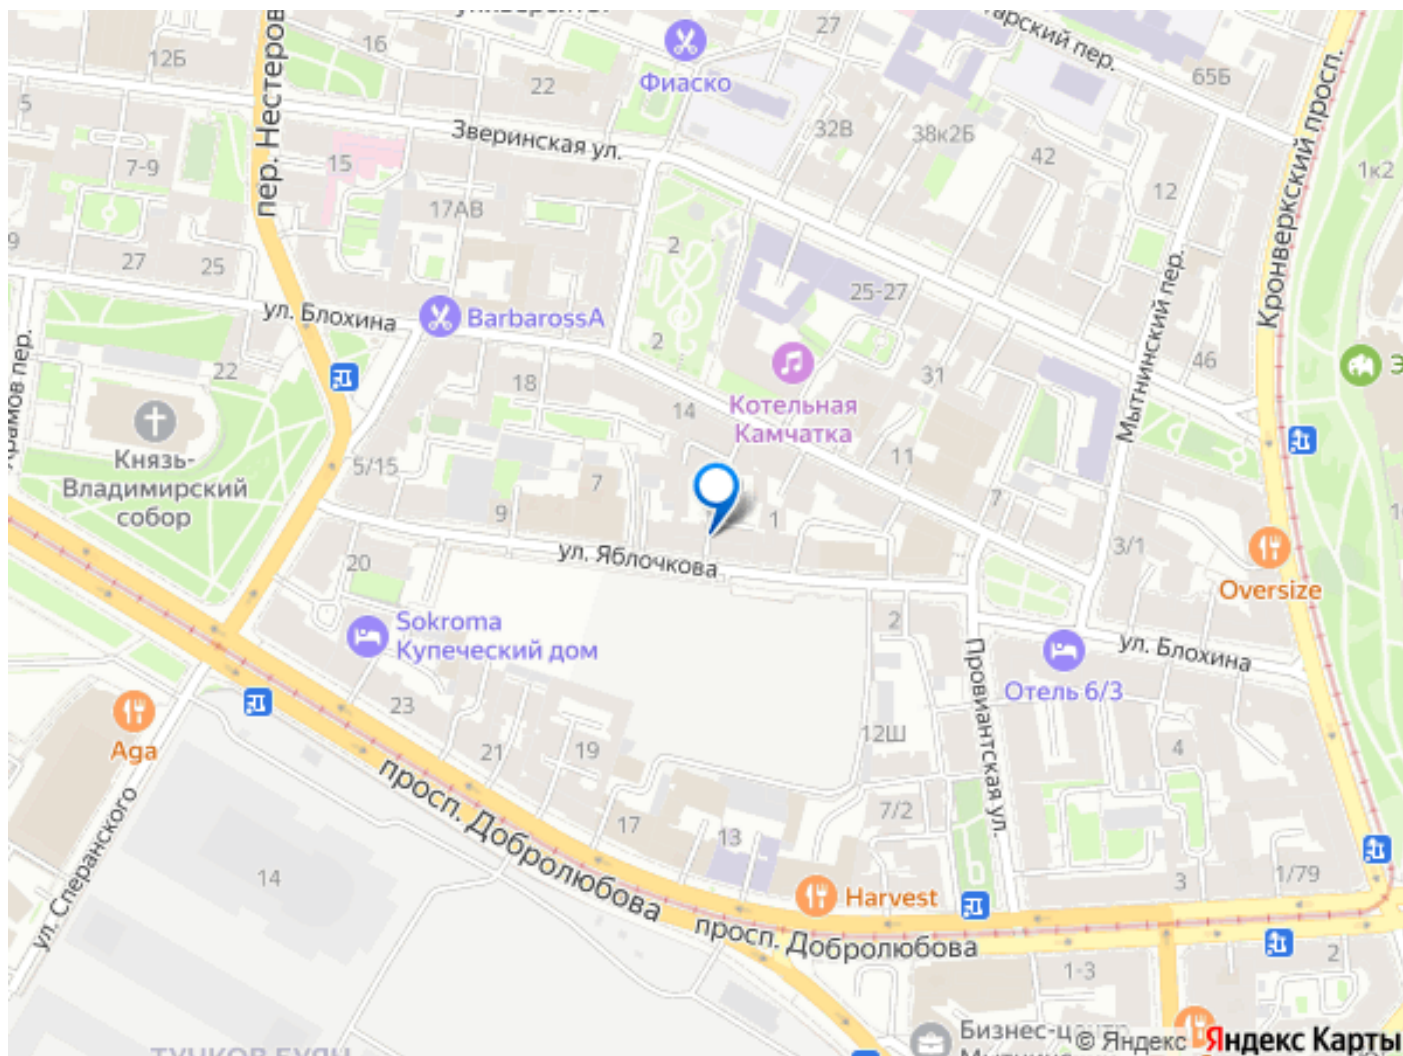 16
12Б
5
7-9
9
27
25
15
17АВ
22
27
Фиаско
Зверинская ул.
пер. Нестеров
32В
38к2Б
42
65Б
12
1к2
Кронверкский просп.
Мытнинский пер.
25-27
2
2
ул. Блохина
BarbarossA
22
18
14
Котельная
Камчатка
31
46
11
7
Князь-
Владимирский
собор
5/15
9
7
1
ул. Яблочкова
20
3/1
Oversize
Sokroma
Купеческий дом
2
ул. Блохина
Отель 6/3
Провиантская ул.
23
21
19
12Ш
4
Aga
17
13
7/2
3
1/79
14
ул. Сперанского
просп. Добролюбова
Harvest
просп. Добролюбова
1-3
2
© Яндекс
Яндекс Карты